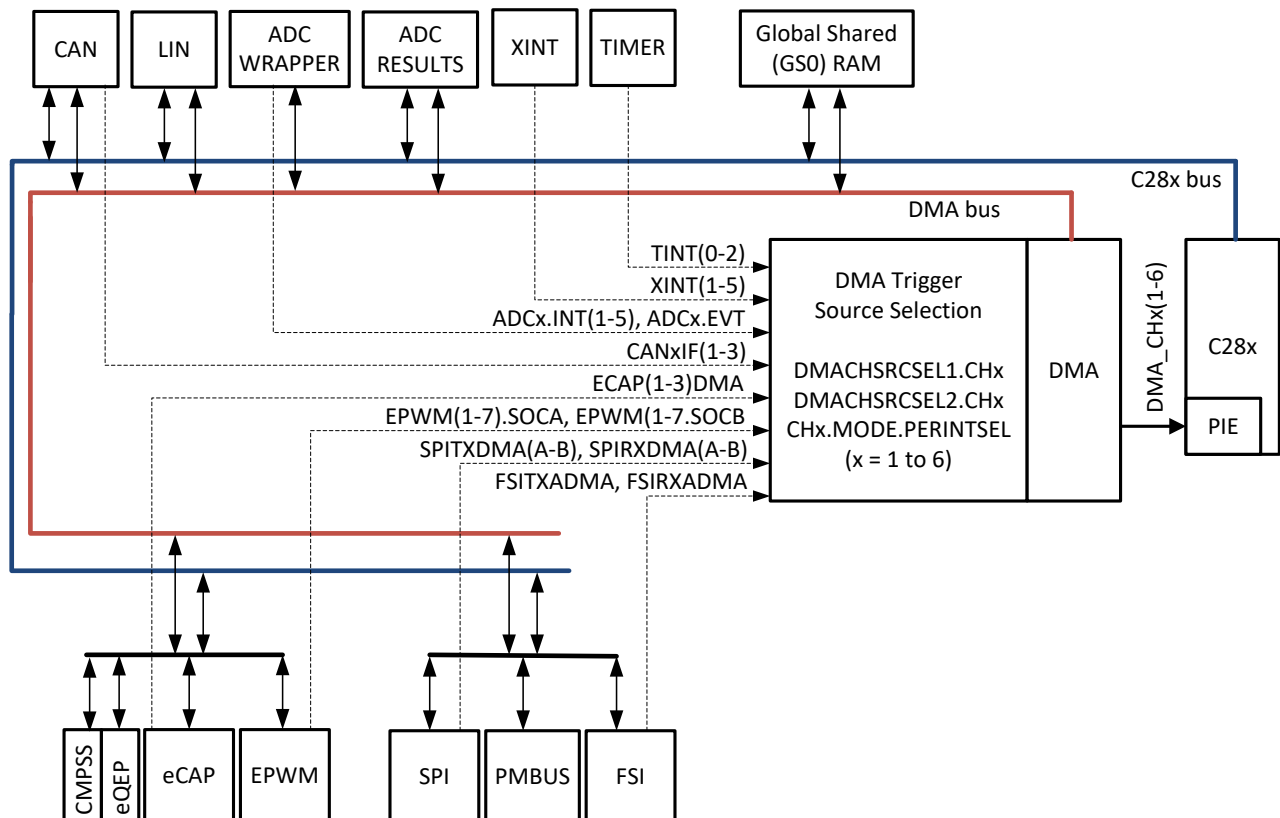 CAN
LIN
ADC
WRAPPER
ADC
RESULTS
XINT
TIMER
Global Shared
(GS0) RAM
C28x bus
DMA bus
TINT(0-2)
XINT(1-5)
ADCx.INT(1-5), ADCx.EVT
CANxIF(1-3)
ECAP(1-3)DMA
EPWM(1-7).SOCA, EPWM(1-7.SOCB
SPITXDMA(A-B), SPIRXDMA(A-B)
FSITXADMA, FSIRXADMA
DMA Trigger
Source Selection
DMACHSRCSEL1.CHx
DMACHSRCSEL2.CHx
CHx.MODE.PERINTSEL
(x = 1 to 6)
DMA
DMA_CHx(1-6)
C28x
PIE
CMPSS
eQEP
eCAP
EPWM
SPI
PMBUS
FSI